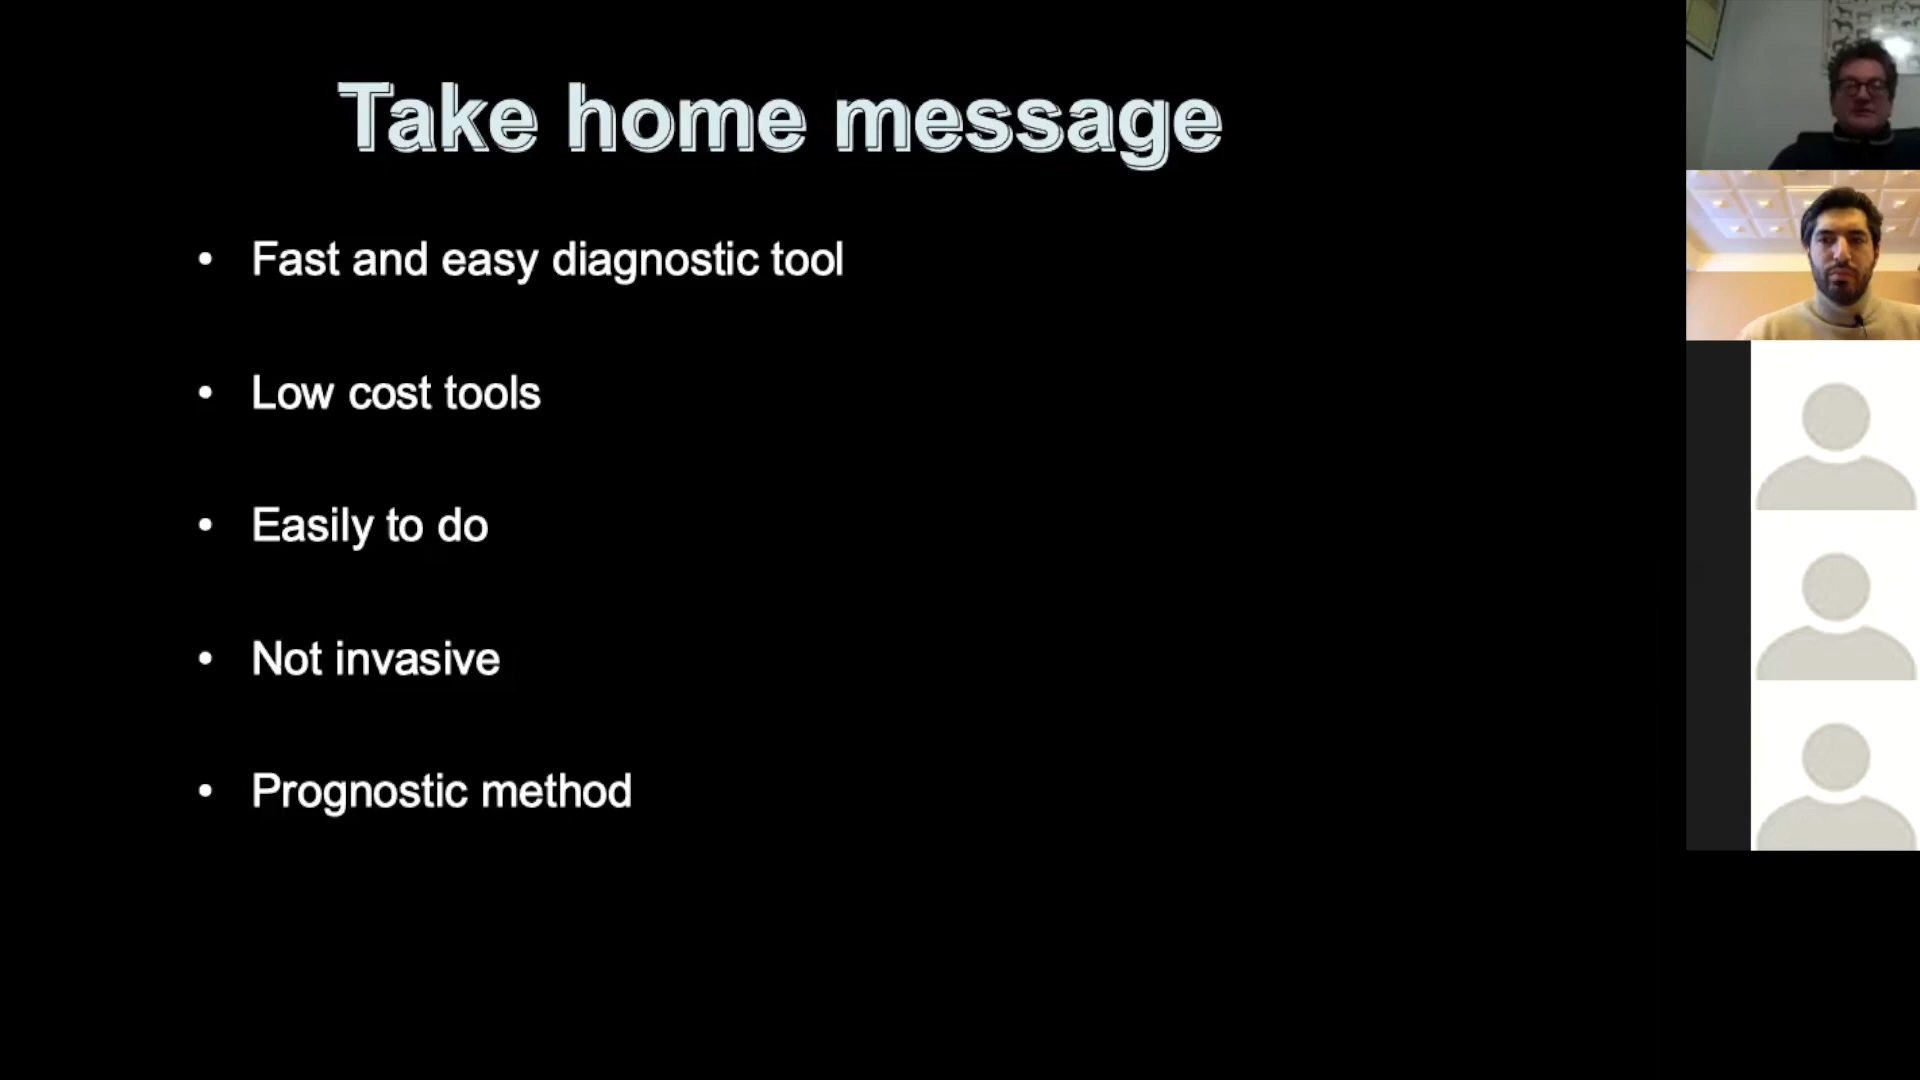 Take home message
• Fast and easy diagnostic tool
• Low cost tools
• Easily to do
• Not invasive
• Prognostic method